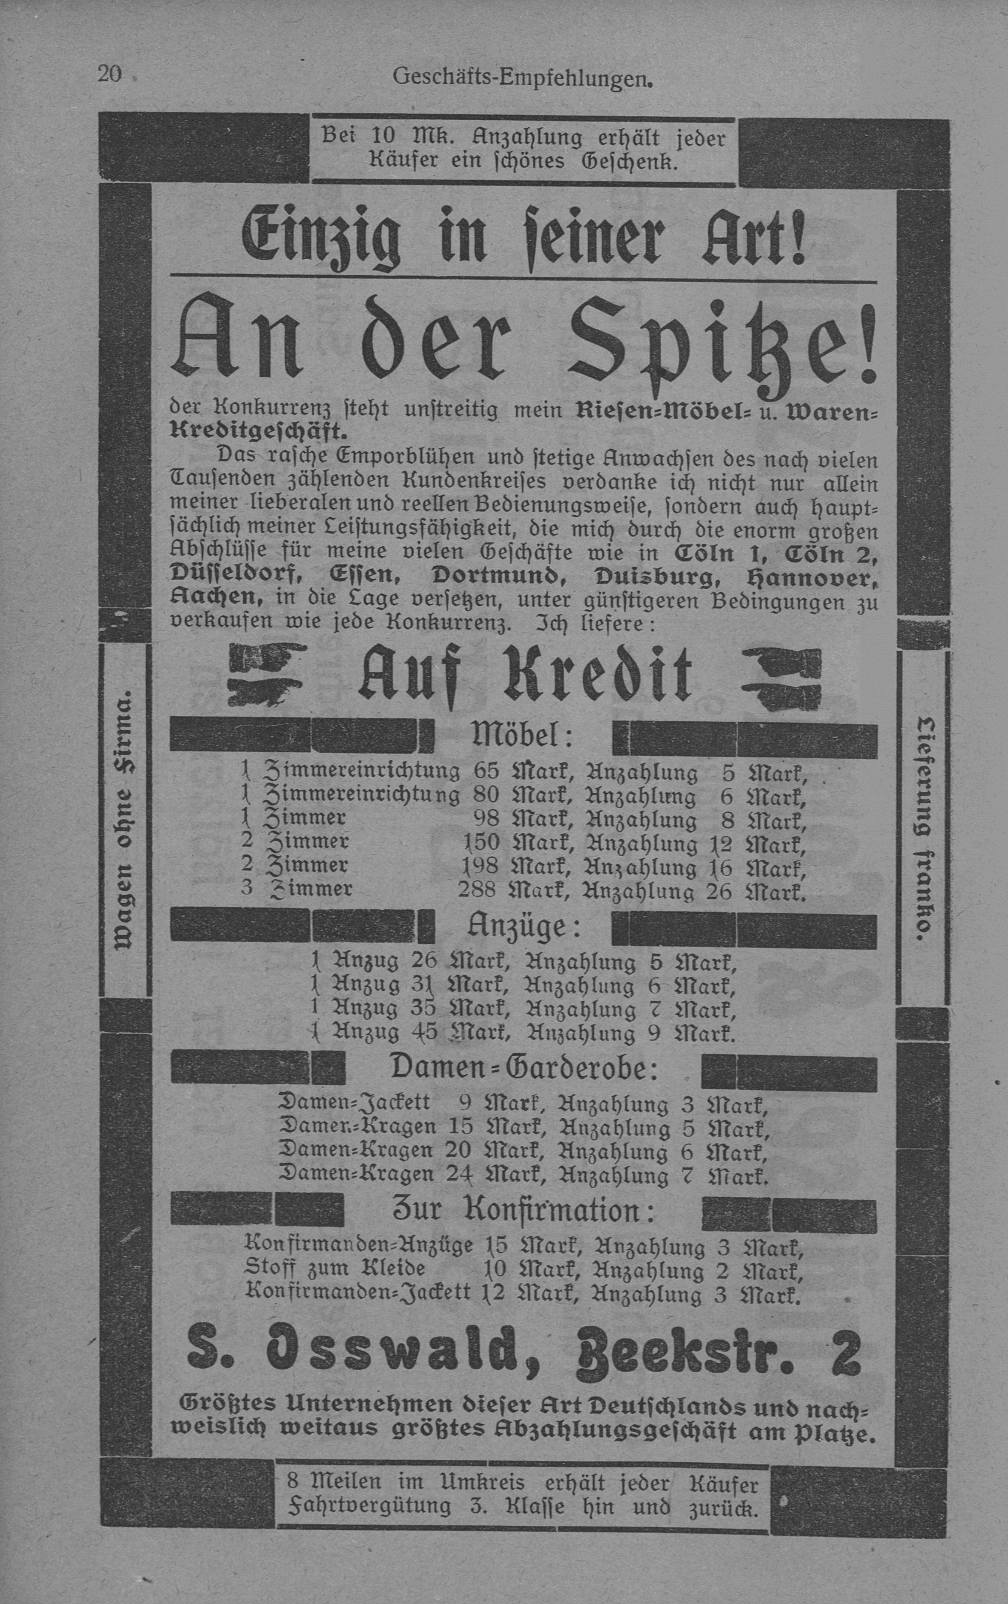 20
Geschäfts-Empfehlungen.
Bei 10 Mk. Anzahlung erhält jeder
Käufer ein schönes Geschenk.
Einzig in seiner Art!
An der Spitze!
der Konkurrenz steht unstreitig mein Riesen-Möbel- u. Waren-
Kreditgeschäft.
Das rasche Emporblühen und stetige Anwachsen des nach vielen
Tausenden zählenden Kundenkreises verdanke ich nicht nur allein
meiner lieberalen und reellen Bedienungsweise, sondern auch haupt-
sächlich meiner Leistungsfähigkeit, die mich durch die enorm großen
Abschlüsse für meine vielen Geschäfte wie in Cöln 1, Cöln 2,
Düsseldorf, Essen, Dortmund, Duisburg, Hannover,
Aachen, in die Lage versetzen, unter günstigeren Bedingungen zu
verkaufen wie jede Konkurrenz. Ich liefere:
Auf Kredit
Wagen ohne Firma.
Lieferung franko.
Möbel:
1 Zimmereinrichtung 65 Mark, Anzahlung 5 Mark,
1 Zimmereinrichtung 80 Mark, Anzahlung 6 Mark,
1 Zimmer 98 Mark, Anzahlung 8 Mark,
2 Zimmer 150 Mark, Anzahlung 12 Mark,
2 Zimmer 198 Mark, Anzahlung 16 Mark,
3 Zimmer 288 Mark, Anzahlung 26 Mark.
Anzüge:
1 Anzug 26 Mark, Anzahlung 5 Mark,
1 Anzug 31 Mark, Anzahlung 6 Mark,
1 Anzug 35 Mark, Anzahlung 7 Mark,
1 Anzug 45 Mark, Anzahlung 9 Mark.
Damen-Garderobe:
Damen-Jackett 9 Mark, Anzahlung 3 Mark,
Damen-Kragen 15 Mark, Anzahlung 5 Mark,
Damen-Kragen 20 Mark, Anzahlung 6 Mark,
Damen-Kragen 24 Mark, Anzahlung 7 Mark.
Zur Konfirmation:
Konfirmanden-Anzüge 15 Mark, Anzahlung 3 Mark,
Stoff zum Kleide 10 Mark, Anzahlung 2 Mark,
Konfirmanden-Jackett 12 Mark, Anzahlung 3 Mark.
S. Osswald, Beekstr. 2
Größtes Unternehmen dieser Art Deutschlands und nach-
weislich weitaus größtes Abzahlungsgeschäft am Platze.
8 Meilen im Umkreis erhält jeder Käufer
Fahrtvergütung 3. Klasse hin und zurück.